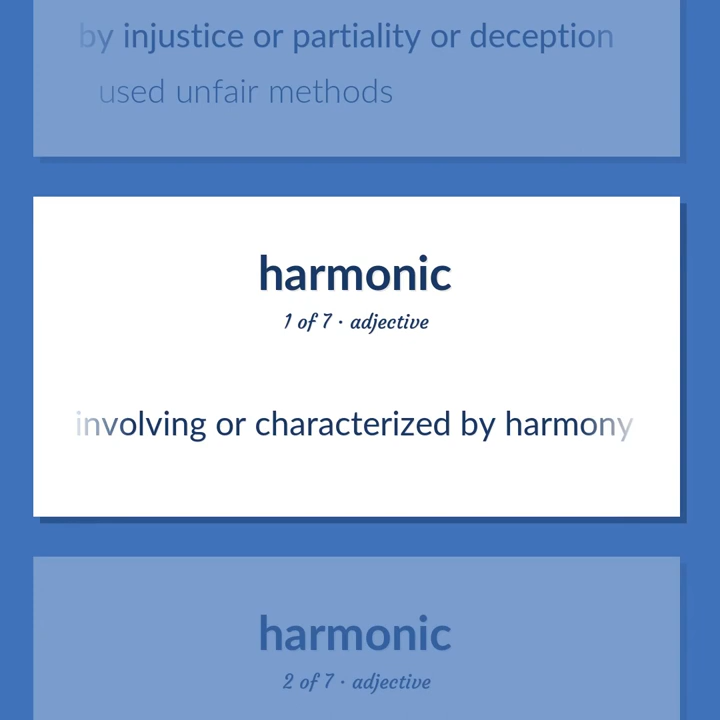 by injustice or partiality or deception
used unfair methods
harmonic
1 of 7 · adjective
involving or characterized by harmony
harmonic
2 of 7 · adjective